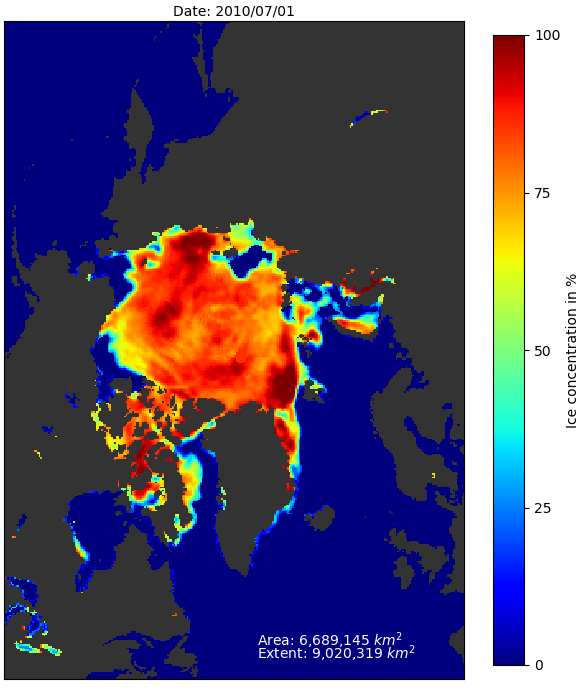 Date: 2010/07/01
100
75
50
25
0
Ice concentration in %
Area: 6,689,145 km²
Extent: 9,020,319 km²